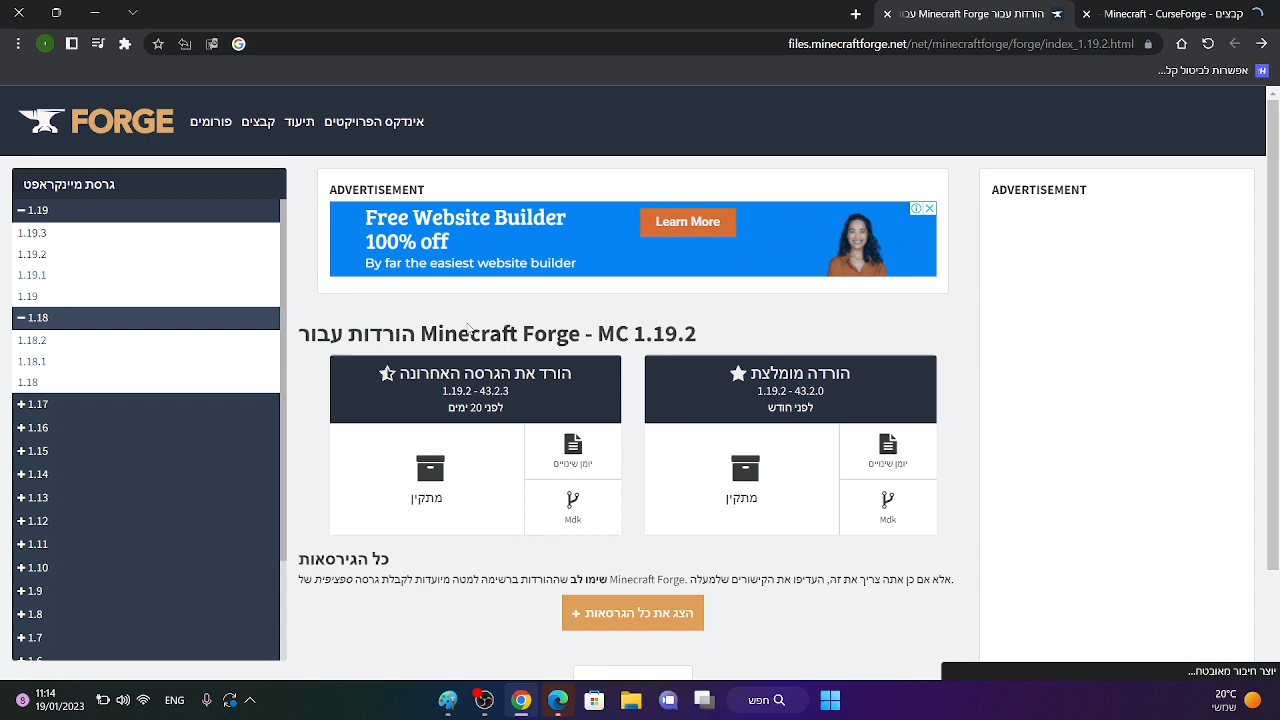 קבצים - Minecraft - CurseForge
הורדות עבור Minecraft Forge
files.minecraftforge.net/net/minecraftforge/forge/index_1.19.2.html
אפשרות לביטול קל...
FORGE
פורומים
קבצים
תיעוד
אינדקס הפרויקטים
גרסת מיינקראפט
1.19
1.19.3
1.19.2
1.19.1
1.19
1.18
1.18.2
1.18.1
1.18
1.17
1.16
1.15
1.14
1.13
1.12
1.11
1.10
1.9
1.8
1.7
1.6
ADVERTISEMENT
Free Website Builder
100% off
By far the easiest website builder
Learn More
ADVERTISEMENT
הורדות עבור Minecraft Forge - MC 1.19.2
הורד את הגרסה האחרונה
1.19.2 - 43.2.3
לפני 20 ימים
מתקין
יומן שינויים
Mdk
הורדה מומלצת
1.19.2 - 43.2.0
לפני חודש
מתקין
יומן שינויים
Mdk
כל הגירסאות
שימו לב שההורדות ברשימה למטה מיועדות לקבלת גרסה ספציפית של Minecraft Forge. אלא אם כן אתה צריך את זה, העדיפו את הקישורים שלמעלה.
הצג את כל הגרסאות +
יוצר חיבור מאובטח...
11:14
19/01/2023
8
ENG
חפש
20°C
שמשי